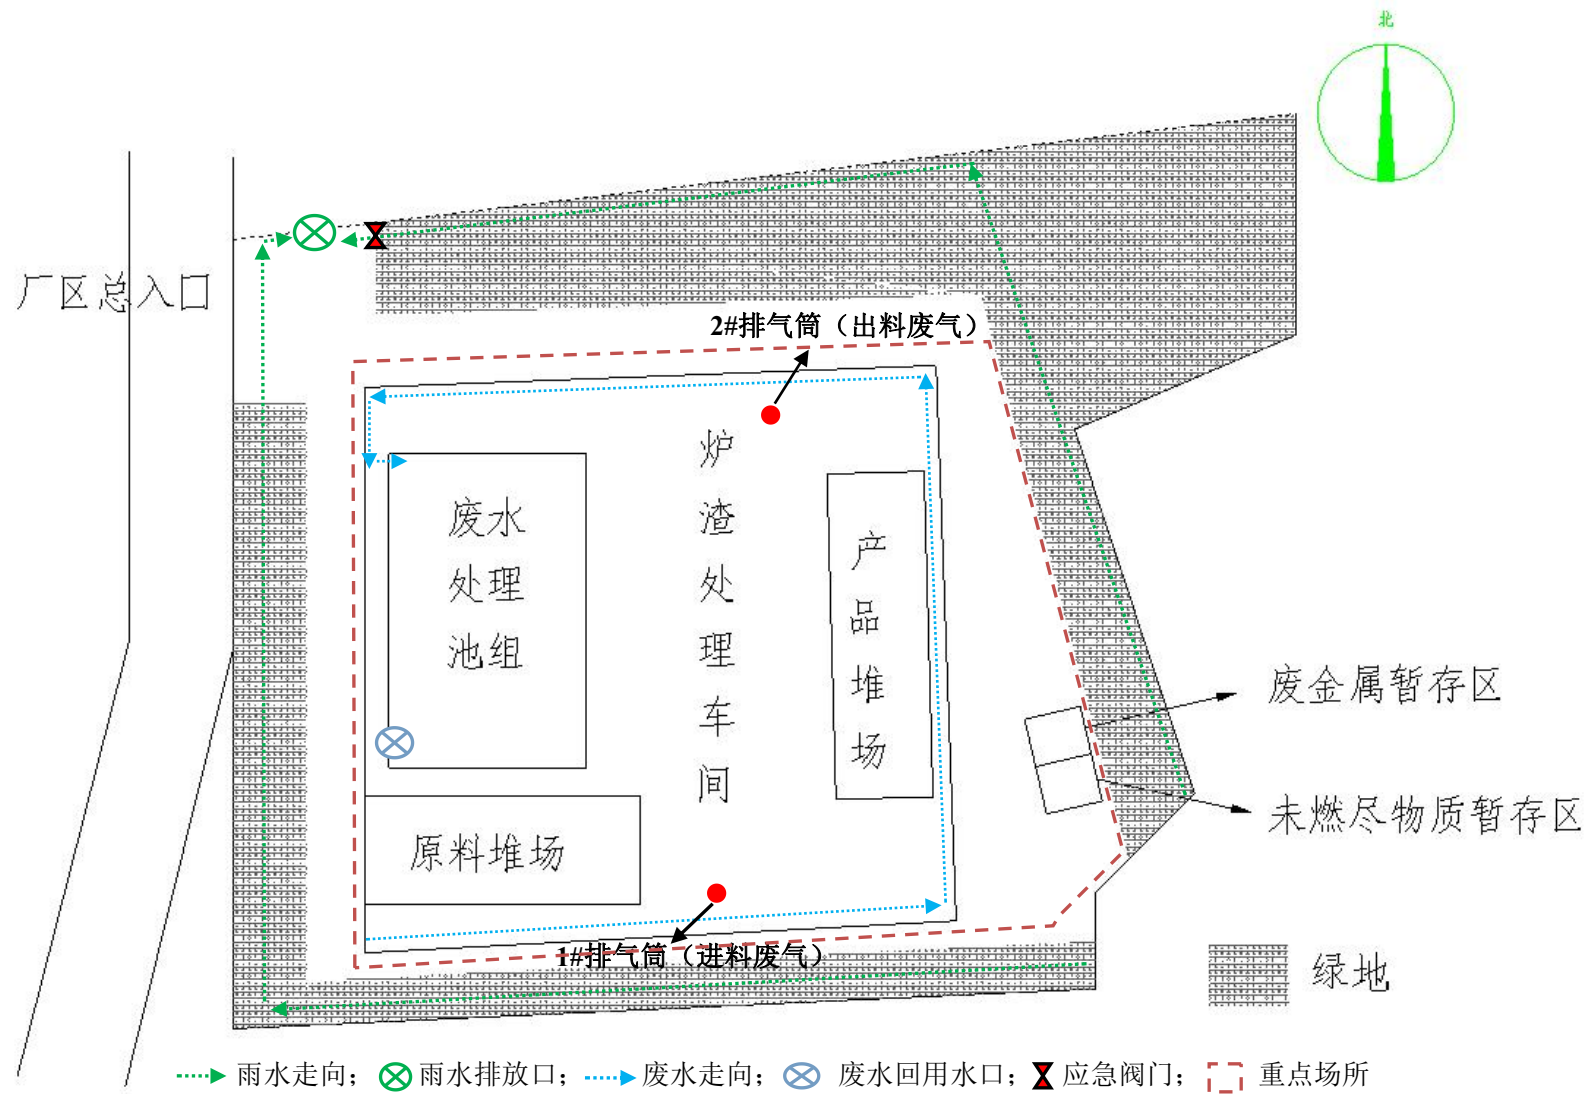 北
厂区总入口
2#排气筒（出料废气）
炉渣处理车间
废水
处理
池组
产品堆场
废金属暂存区
未燃尽物质暂存区
原料堆场
1#排气筒（进料废气）
绿地
雨水走向；雨水排放口；废水走向；废水回用水口；应急阀门；重点场所